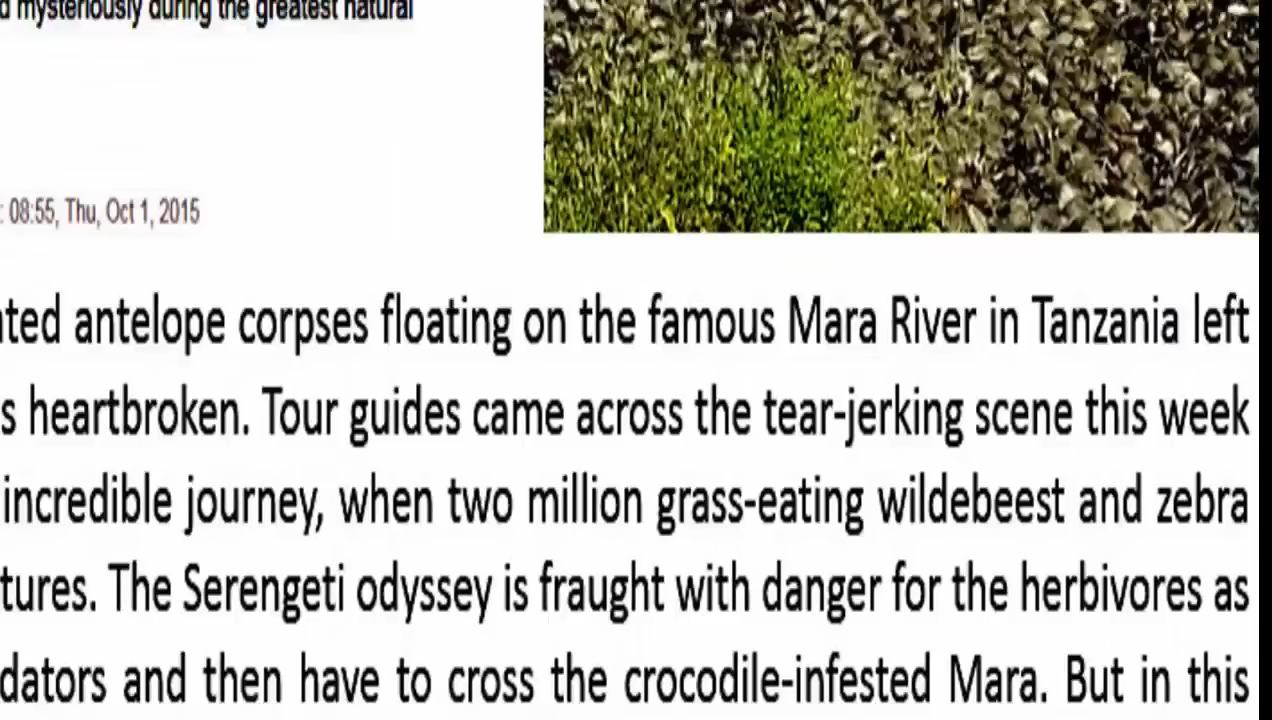 d mysteriously during the greatest natural
: 08:55, Thu, Oct 1, 2015
ated antelope corpses floating on the famous Mara River in Tanzania left
s heartbroken. Tour guides came across the tear-jerking scene this week
incredible journey, when two million grass-eating wildebeest and zebra
tures. The Serengeti odyssey is fraught with danger for the herbivores as
dators and then have to cross the crocodile-infested Mara. But in this